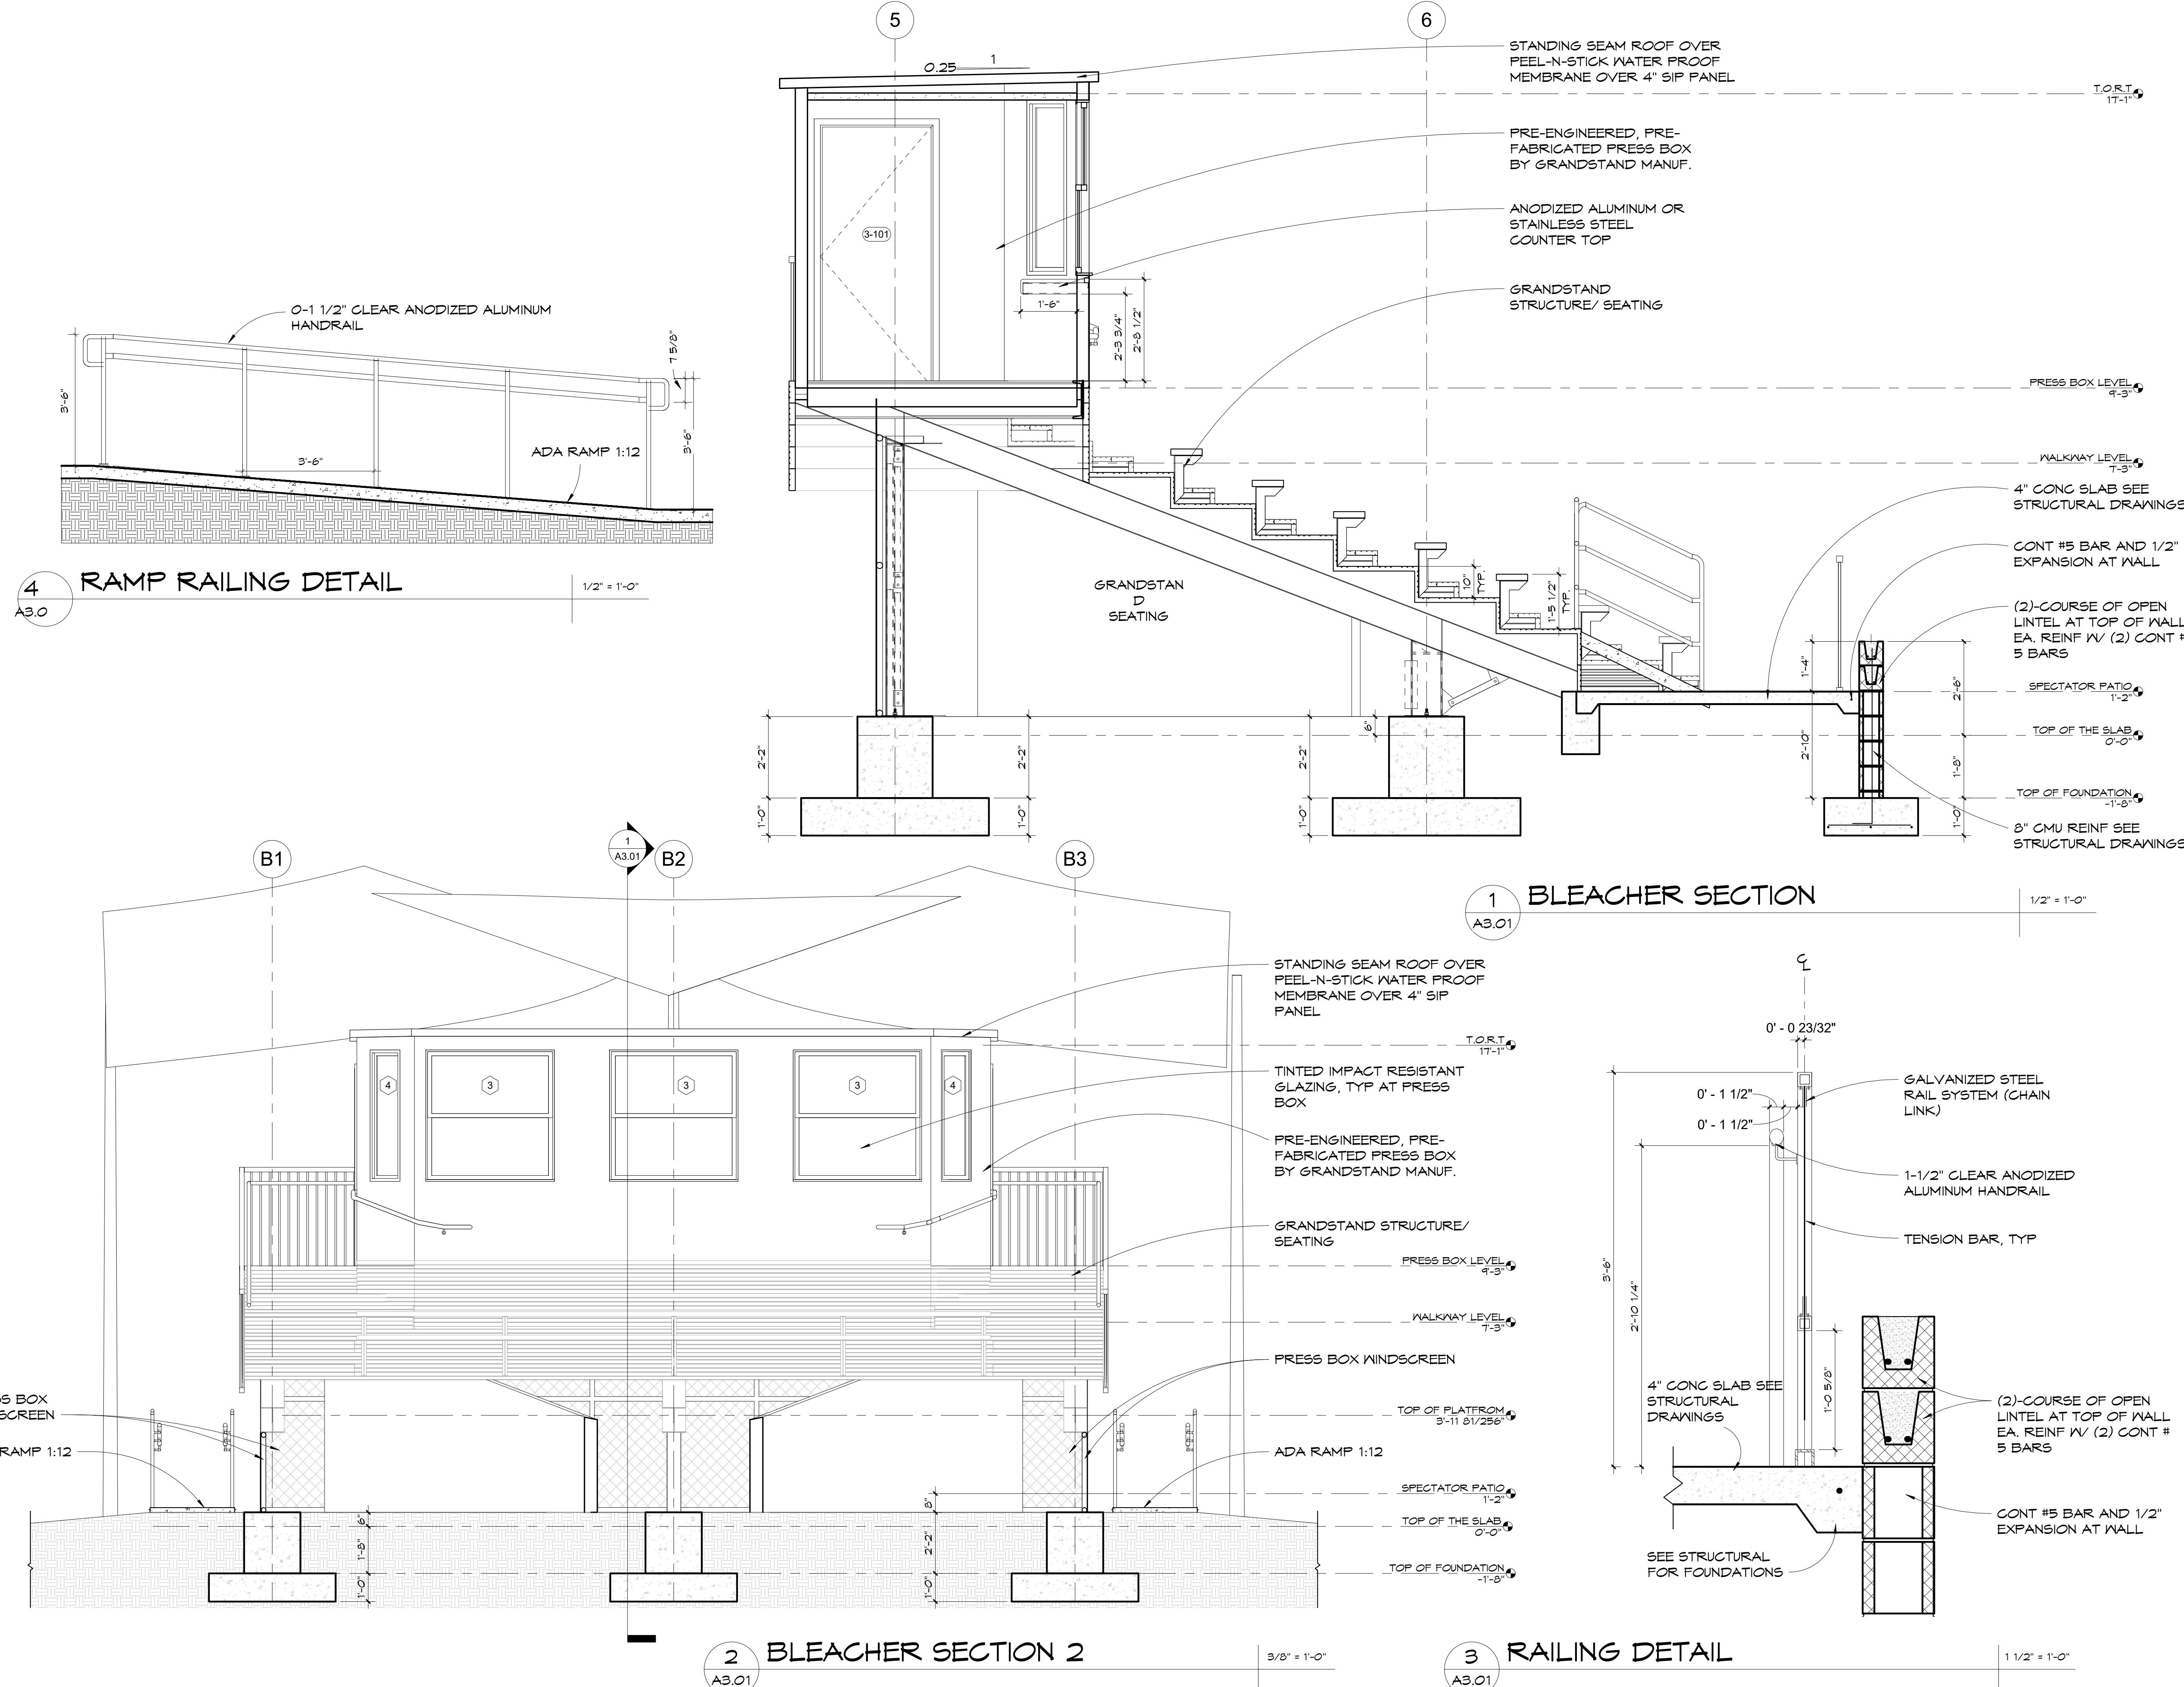 5
6
0.25
1
STANDING SEAM ROOF OVER
PEEL-N-STICK WATER PROOF
MEMBRANE OVER 4" SIP PANEL
T.O.R.T
17'-1"
PRE-ENGINEERED, PRE-
FABRICATED PRESS BOX
BY GRANDSTAND MANUF.
ANODIZED ALUMINUM OR
STAINLESS STEEL
COUNTER TOP
3-101
1'-6"
2'-3 3/4"
2'-8 1/2"
GRANDSTAND
STRUCTURE/ SEATING
PRESS BOX LEVEL
9'-3"
WALKWAY LEVEL
7'-3"
4" CONC SLAB SEE
STRUCTURAL DRAWINGS
CONT #5 BAR AND 1/2"
EXPANSION AT WALL
(2)-COURSE OF OPEN
LINTEL AT TOP OF WALL
EA. REINF W/ (2) CONT #
5 BARS
GRANDSTAN
D
SEATING
10"
TYP.
1'-5 1/2"
TYP.
1'-4"
2'-6"
SPECTATOR PATIO
1'-2"
6"
TOP OF THE SLAB
0'-0"
2'-2"
2'-2"
2'-2"
2'-10"
1'-8"
TOP OF FOUNDATION
-1'-8"
1'-0"
1'-0"
1'-0"
1'-0"
8" CMU REINF SEE
STRUCTURAL DRAWINGS
1
A3.01
BLEACHER SECTION
1/2" = 1'-0"
0-1 1/2" CLEAR ANODIZED ALUMINUM
HANDRAIL
3'-6"
7 5/8"
3'-6"
3'-6"
ADA RAMP 1:12
4
A3.0
RAMP RAILING DETAIL
1/2" = 1'-0"
B1
1
A3.01
B2
B3
STANDING SEAM ROOF OVER
PEEL-N-STICK WATER PROOF
MEMBRANE OVER 4" SIP
PANEL
T.O.R.T
17'-1"
4
3
3
3
4
TINTED IMPACT RESISTANT
GLAZING, TYP AT PRESS
BOX
PRE-ENGINEERED, PRE-
FABRICATED PRESS BOX
BY GRANDSTAND MANUF.
GRANDSTAND STRUCTURE/
SEATING
PRESS BOX LEVEL
9'-3"
WALKWAY LEVEL
7'-3"
PRESS BOX WINDSCREEN
SS BOX
SCREEN
TOP OF PLATFROM
3'-11 81/256"
RAMP 1:12
ADA RAMP 1:12
SPECTATOR PATIO
1'-2"
8"
6"
TOP OF THE SLAB
0'-0"
1'-8"
2'-2"
TOP OF FOUNDATION
-1'-8"
1'-0"
1'-0"
2
A3.01
BLEACHER SECTION 2
3/8" = 1'-0"
0' - 0 23/32"
0' - 1 1/2"
0' - 1 1/2"
GALVANIZED STEEL
RAIL SYSTEM (CHAIN
LINK)
1-1/2" CLEAR ANODIZED
ALUMINUM HANDRAIL
TENSION BAR, TYP
3'-6"
2'-10 1/4"
1'-0 5/8"
4" CONC SLAB SEE
STRUCTURAL
DRAWINGS
(2)-COURSE OF OPEN
LINTEL AT TOP OF WALL
EA. REINF W/ (2) CONT #
5 BARS
CONT #5 BAR AND 1/2"
EXPANSION AT WALL
SEE STRUCTURAL
FOR FOUNDATIONS
3
A3.01
RAILING DETAIL
1 1/2" = 1'-0"